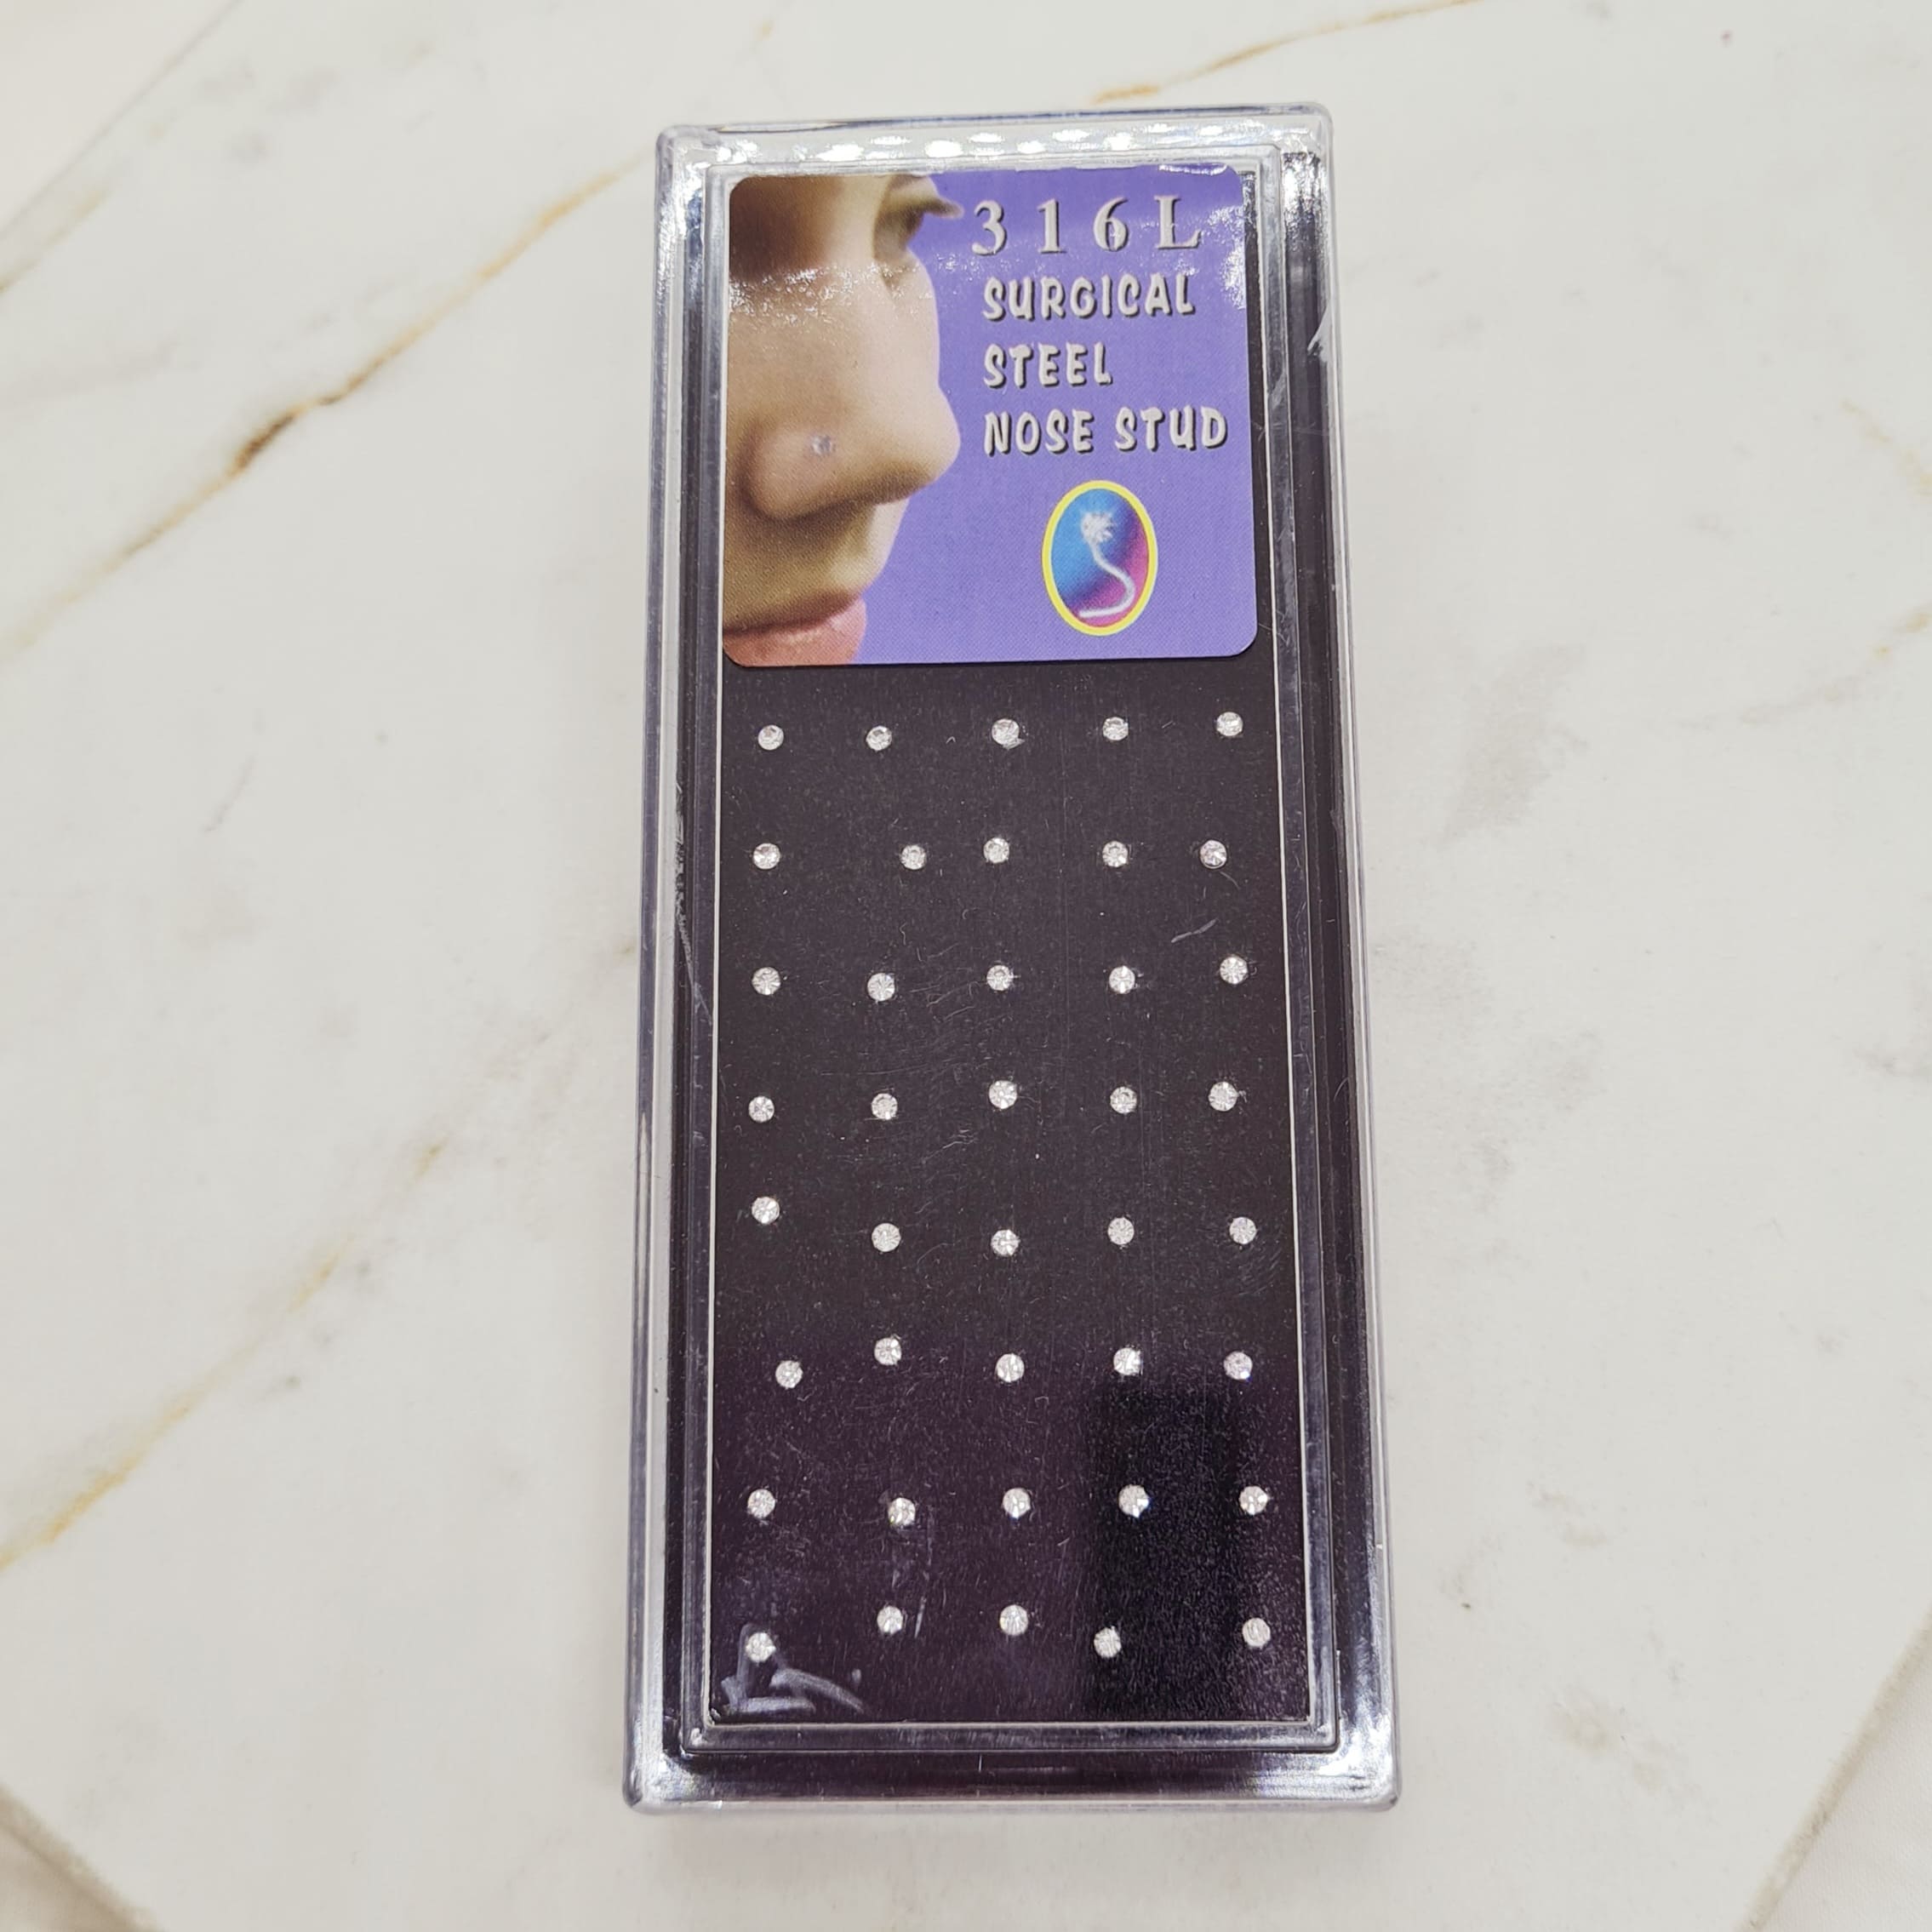 316L
SURGICAL
STEEL
NOSE STUD